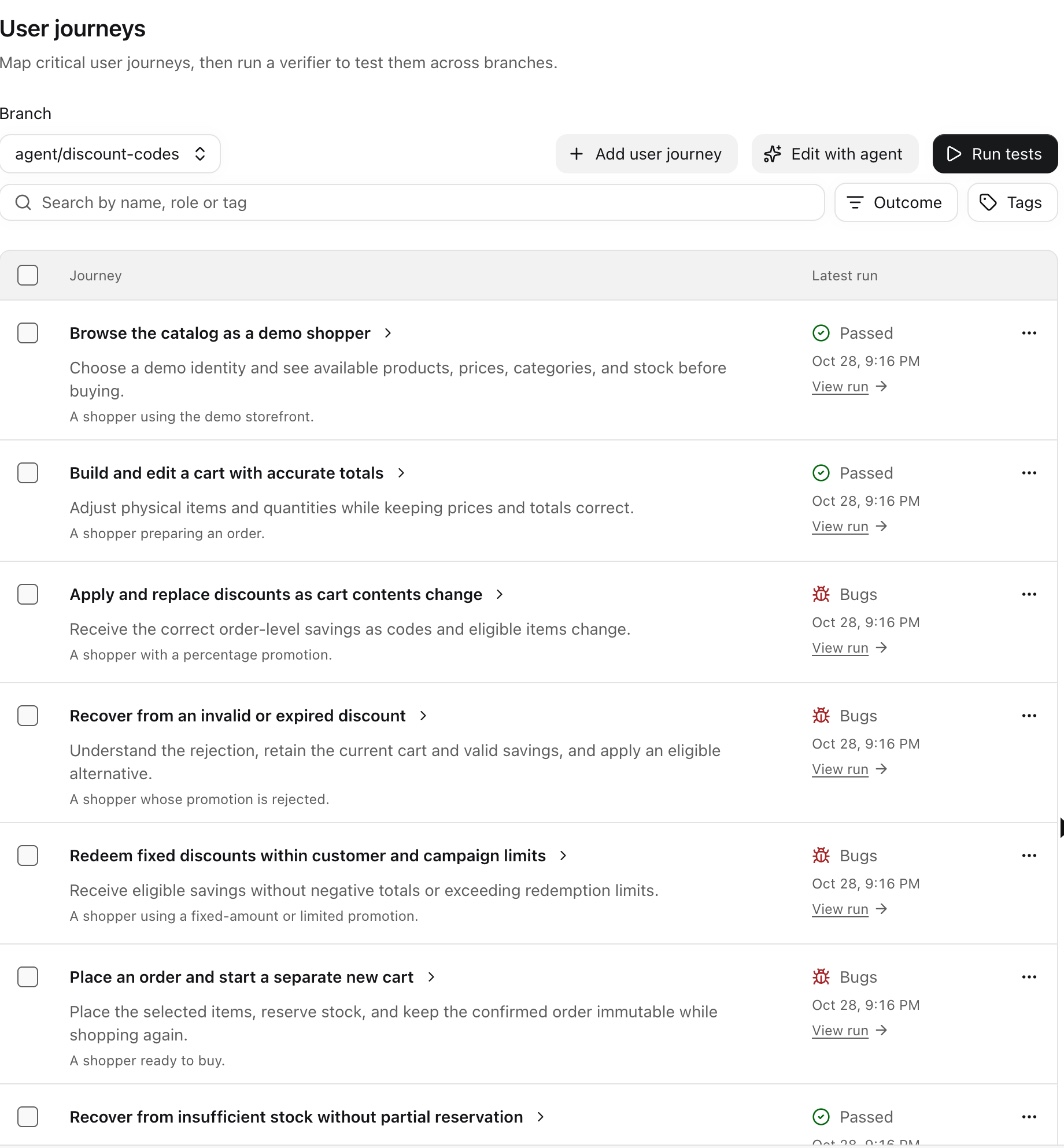 User journeys
Map critical user journeys, then run a verifier to test them across branches.
Branch
agent/discount-codes
Add user journey
Edit with agent
Run tests
Search by name, role or tag
Outcome
Tags
Journey
Latest run
Browse the catalog as a demo shopper
Passed
Choose a demo identity and see available products, prices, categories, and stock before
buying.
A shopper using the demo storefront.
Oct 28, 9:16 PM
View run
Build and edit a cart with accurate totals
Passed
Adjust physical items and quantities while keeping prices and totals correct.
A shopper preparing an order.
Oct 28, 9:16 PM
View run
Apply and replace discounts as cart contents change
Bugs
Receive the correct order-level savings as codes and eligible items change.
A shopper with a percentage promotion.
Oct 28, 9:16 PM
View run
Recover from an invalid or expired discount
Bugs
Understand the rejection, retain the current cart and valid savings, and apply an eligible
alternative.
A shopper whose promotion is rejected.
Oct 28, 9:16 PM
View run
Redeem fixed discounts within customer and campaign limits
Bugs
Receive eligible savings without negative totals or exceeding redemption limits.
A shopper using a fixed-amount or limited promotion.
Oct 28, 9:16 PM
View run
Place an order and start a separate new cart
Bugs
Place the selected items, reserve stock, and keep the confirmed order immutable while
shopping again.
A shopper ready to buy.
Oct 28, 9:16 PM
View run
Recover from insufficient stock without partial reservation
Passed
Oct 28, 9:16 PM